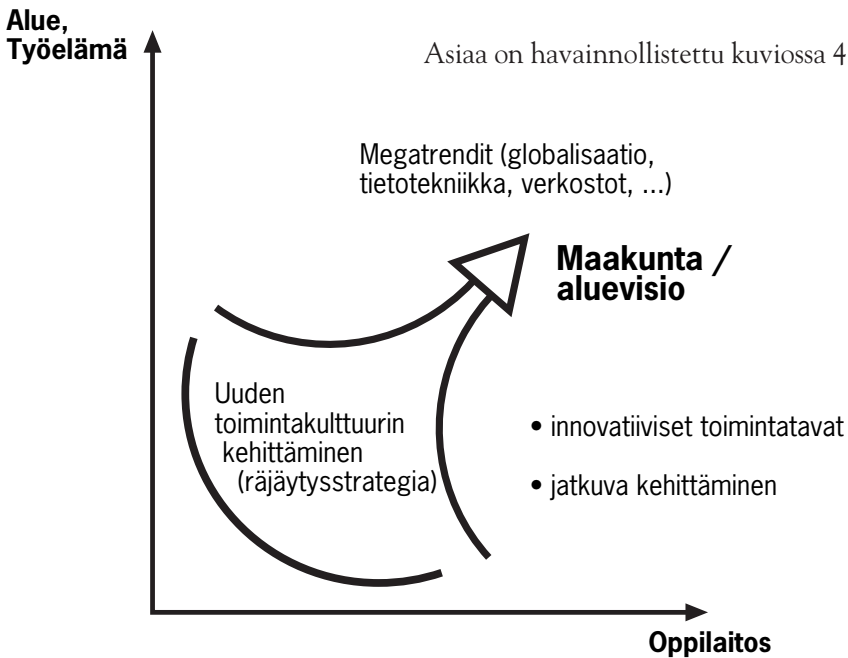 Alue,
Työelämä
Asiaa on havainnollistettu kuviossa 4
Megatrendit (globalisaatio,
tietotekniikka, verkostot, ...)
Maakunta /
aluevisio
Uuden
toimintakulttuurin
kehittäminen
(räjäytysstrategia)
• innovatiiviset toimintatavat
• jatkuva kehittäminen
Oppilaitos